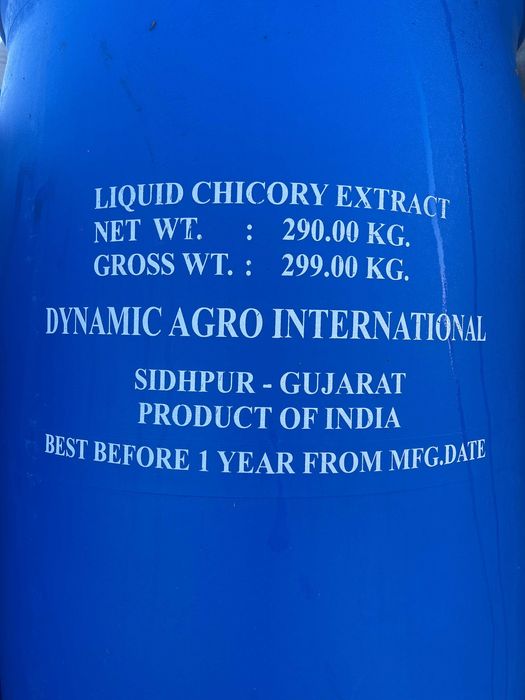 LIQUID CHICORY EXTRACT
NET WT. : 290.00 KG.
GROSS WT. : 299.00 KG.
DYNAMIC AGRO INTERNATIONAL
SIDHPUR - GUJARAT
PRODUCT OF INDIA
BEST BEFORE 1 YEAR FROM MFG.DATE